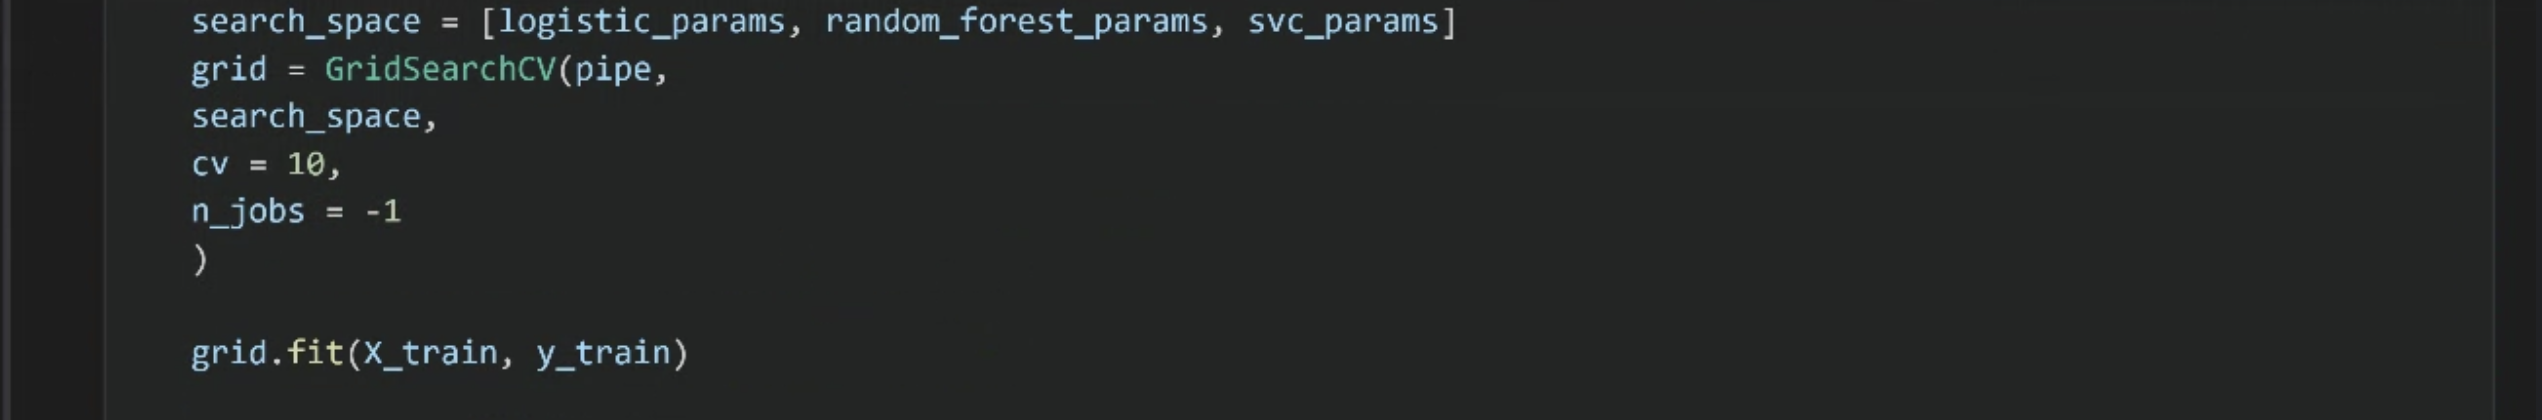 search_space = [logistic_params, random_forest_params, svc_params]
grid = GridSearchCV(pipe,
search_space,
cv = 10,
n_jobs = -1
)
grid.fit(X_train, y_train)